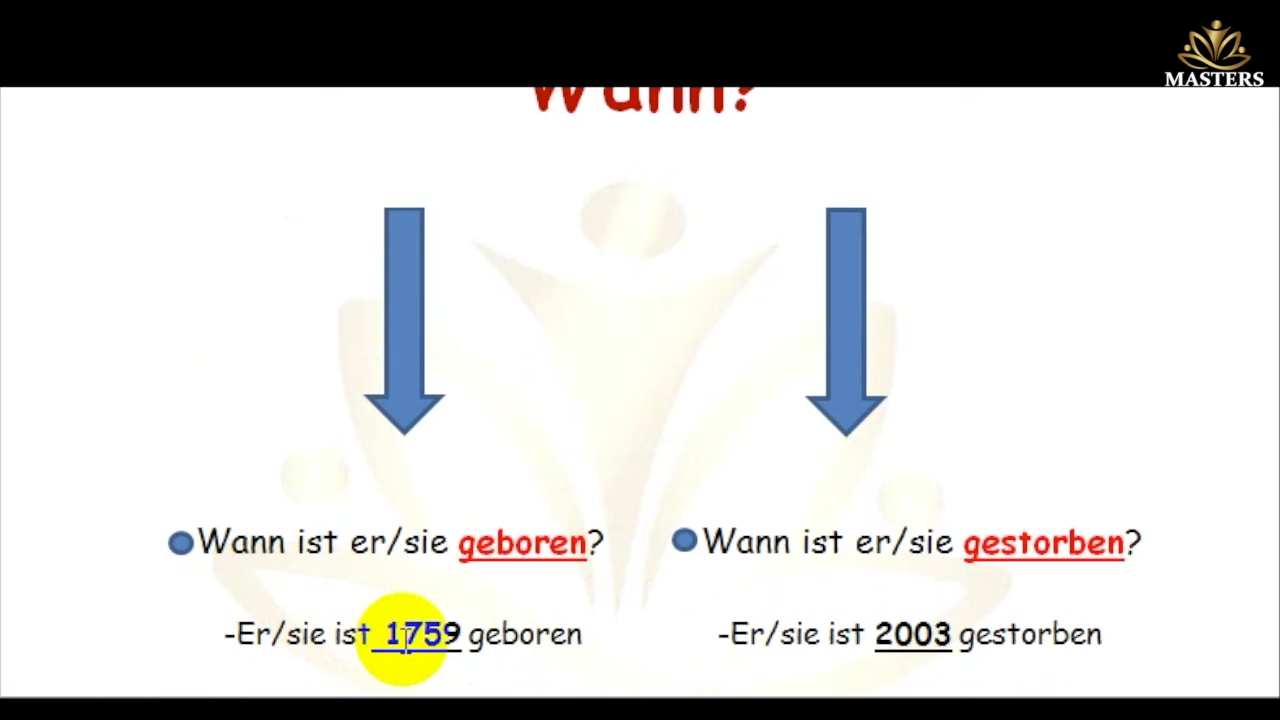 MASTERS
Wann?
Wann ist er/sie geboren?
-Er/sie ist 1759 geboren
Wann ist er/sie gestorben?
-Er/sie ist 2003 gestorben